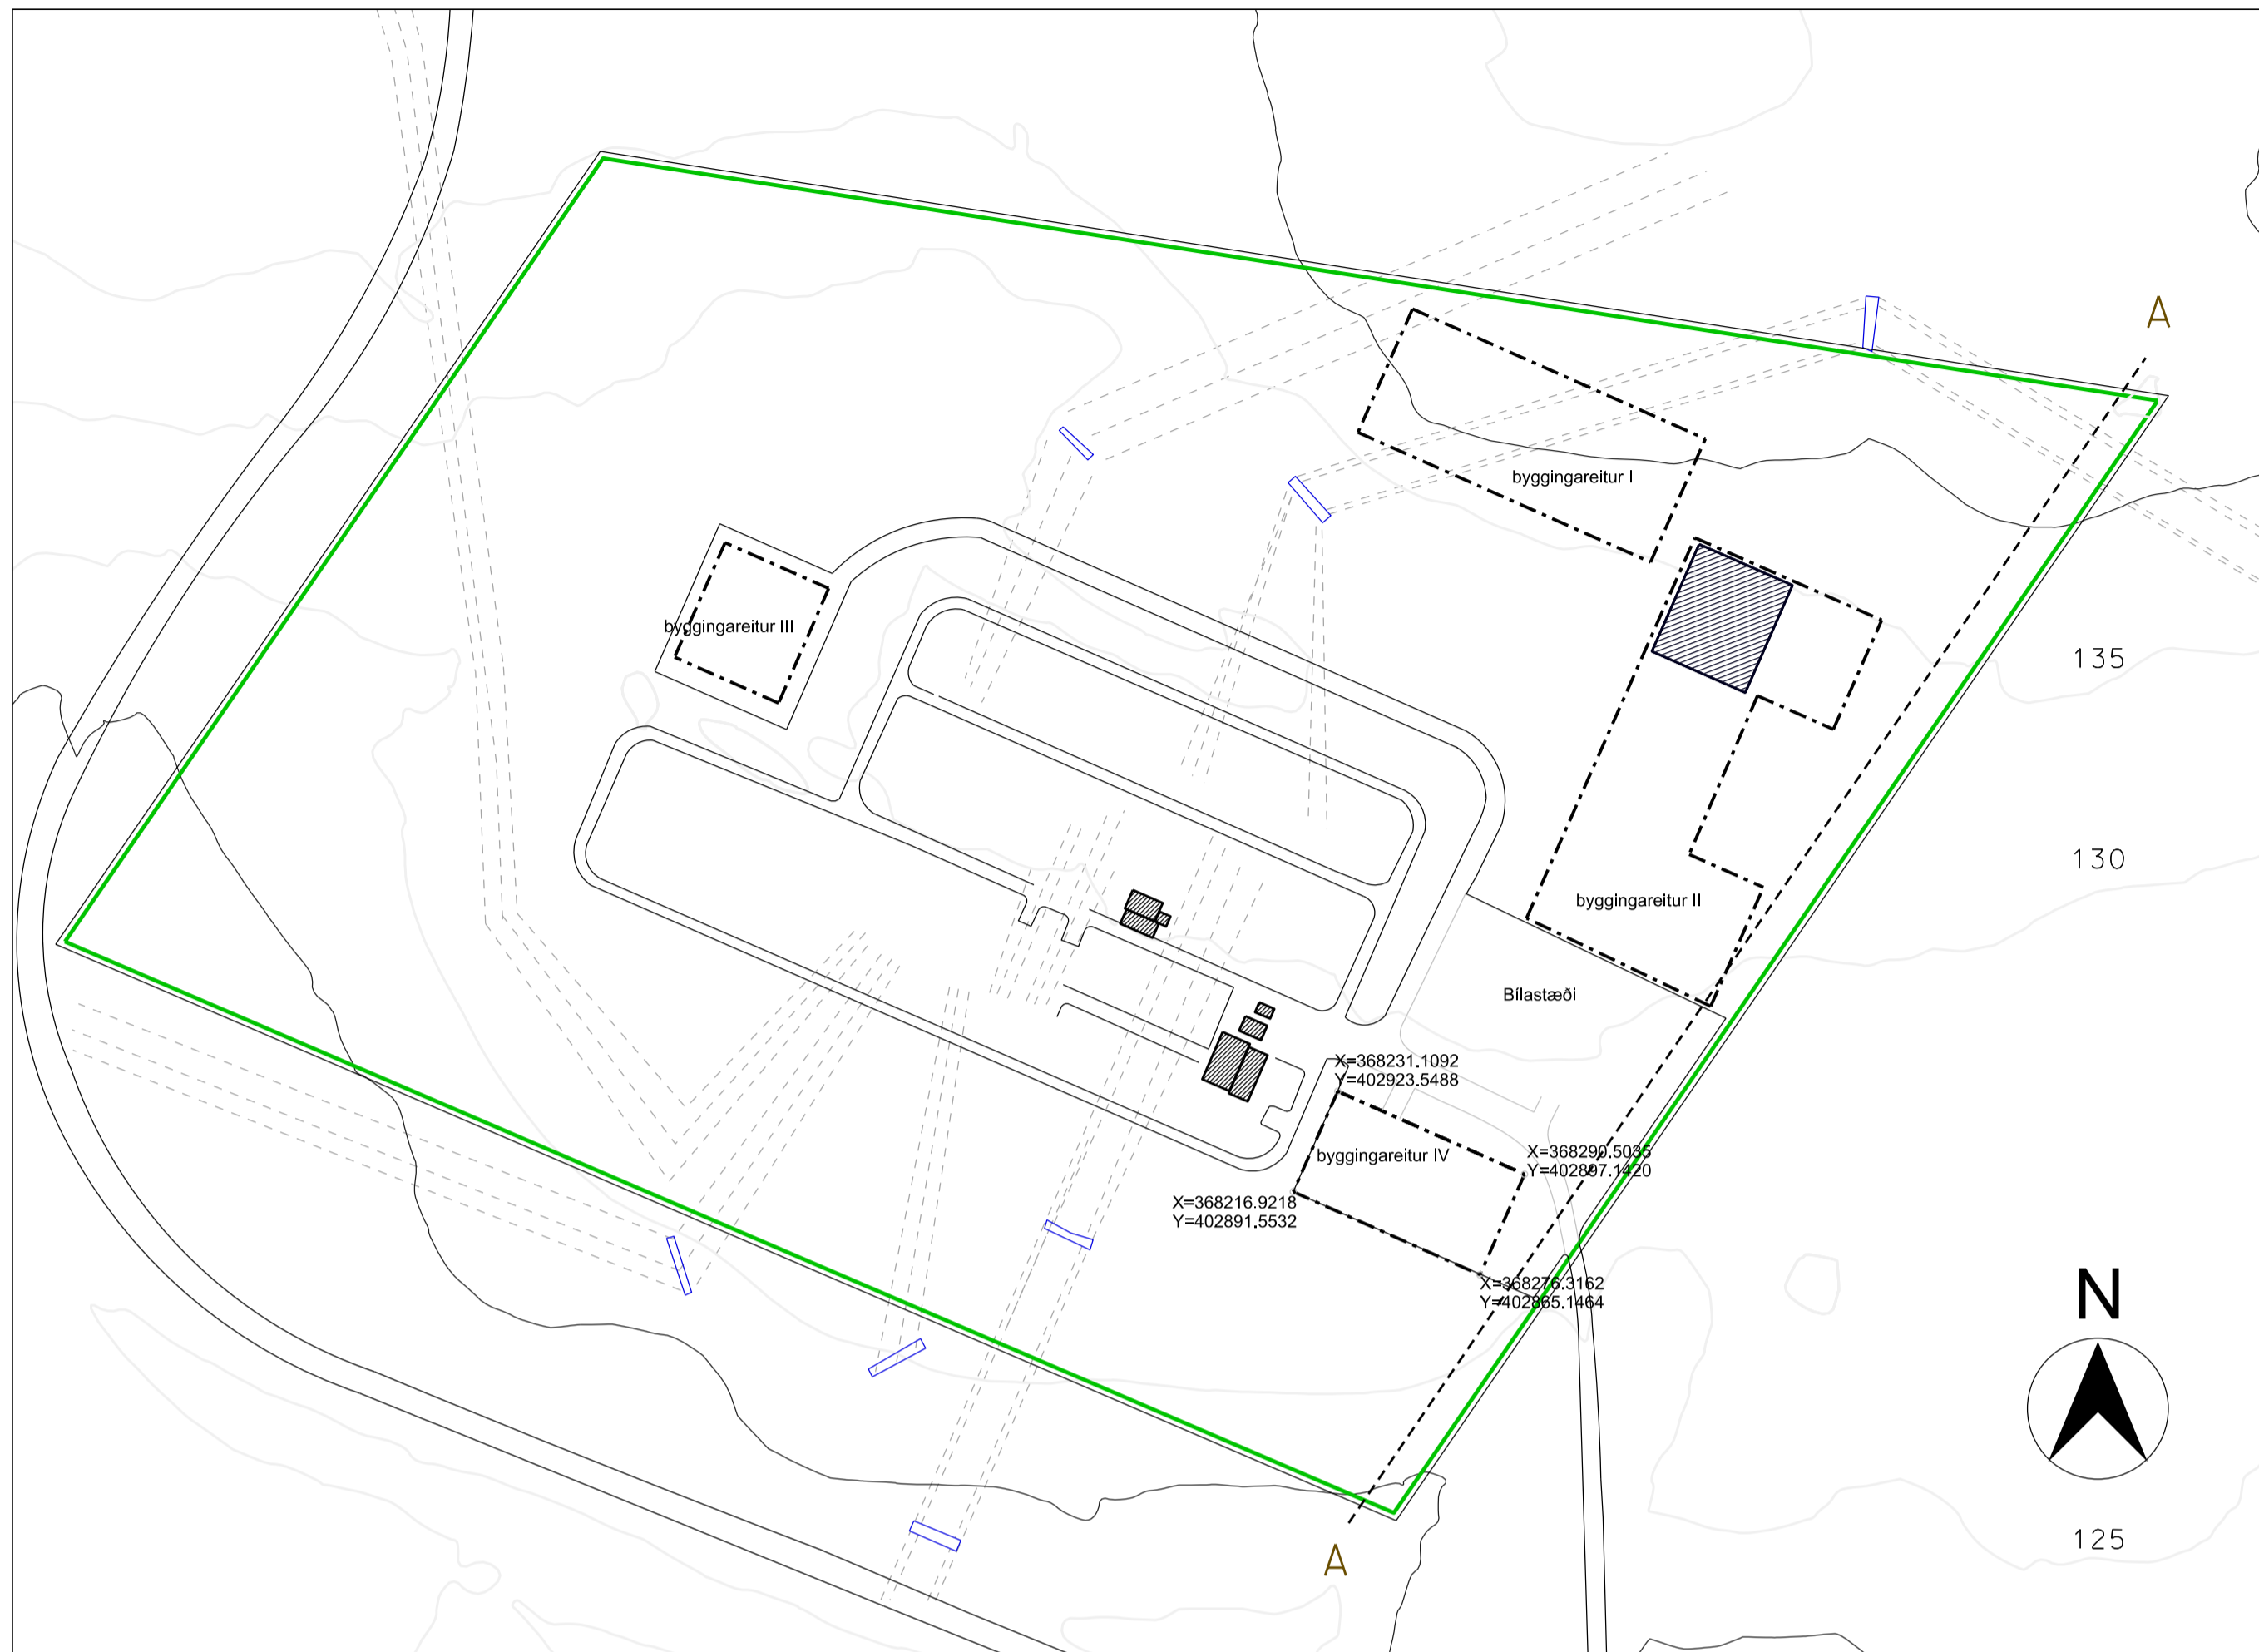 A
byggingareitur I
byggingareitur III
135
130
byggingareitur II
Bílastæði
X=368231.1092
Y=402923.5488
byggingareitur IV
X=368290.5035
Y=402897.1420
X=368216.9218
Y=402891.5532
X=368276.3162
Y=402865.1464
N
125
A